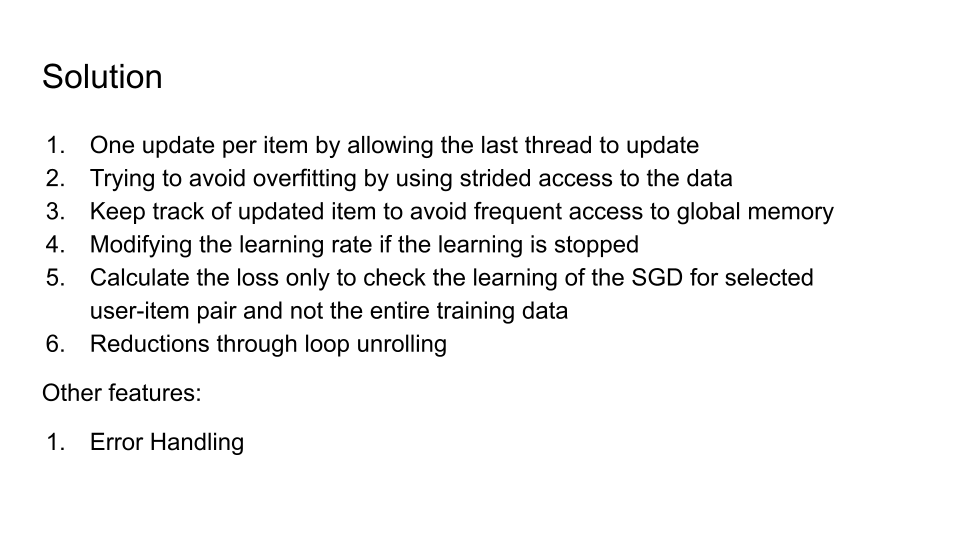 Solution
1. One update per item by allowing the last thread to update
2. Trying to avoid overfitting by using strided access to the data
3. Keep track of updated item to avoid frequent access to global memory
4. Modifying the learning rate if the learning is stopped
5. Calculate the loss only to check the learning of the SGD for selected
user-item pair and not the entire training data
6. Reductions through loop unrolling
Other features:
1. Error Handling